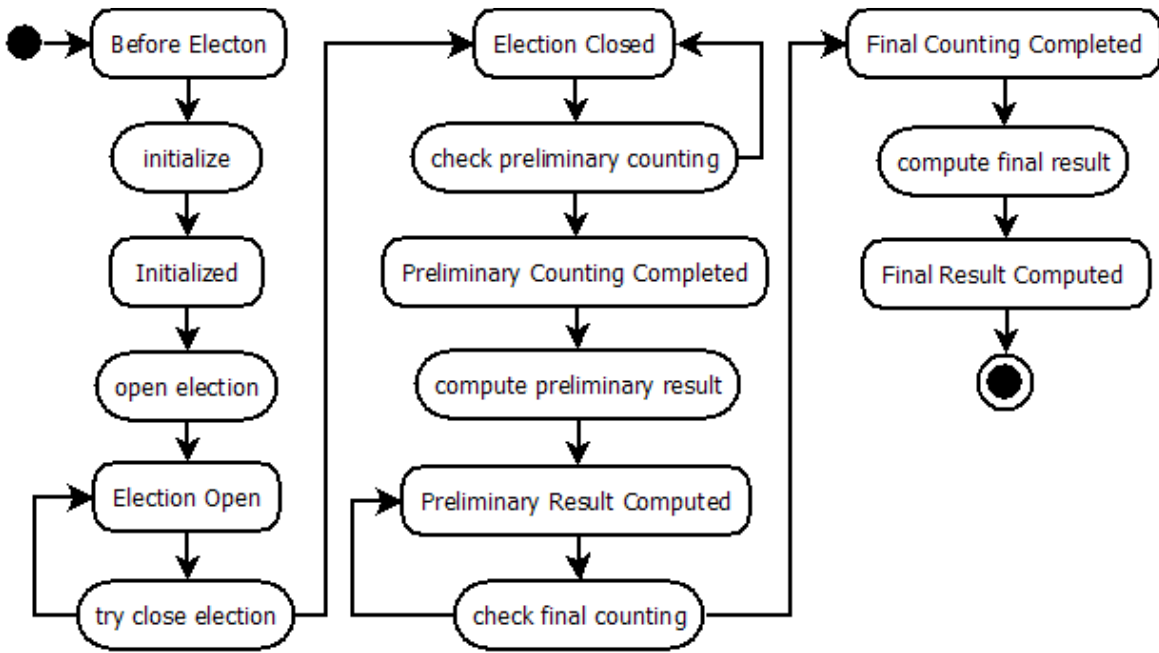 Before Electon
initialize
Initialized
open election
Election Open
try close election
Election Closed
check preliminary counting
Preliminary Counting Completed
compute preliminary result
Preliminary Result Computed
check final counting
Final Counting Completed
compute final result
Final Result Computed